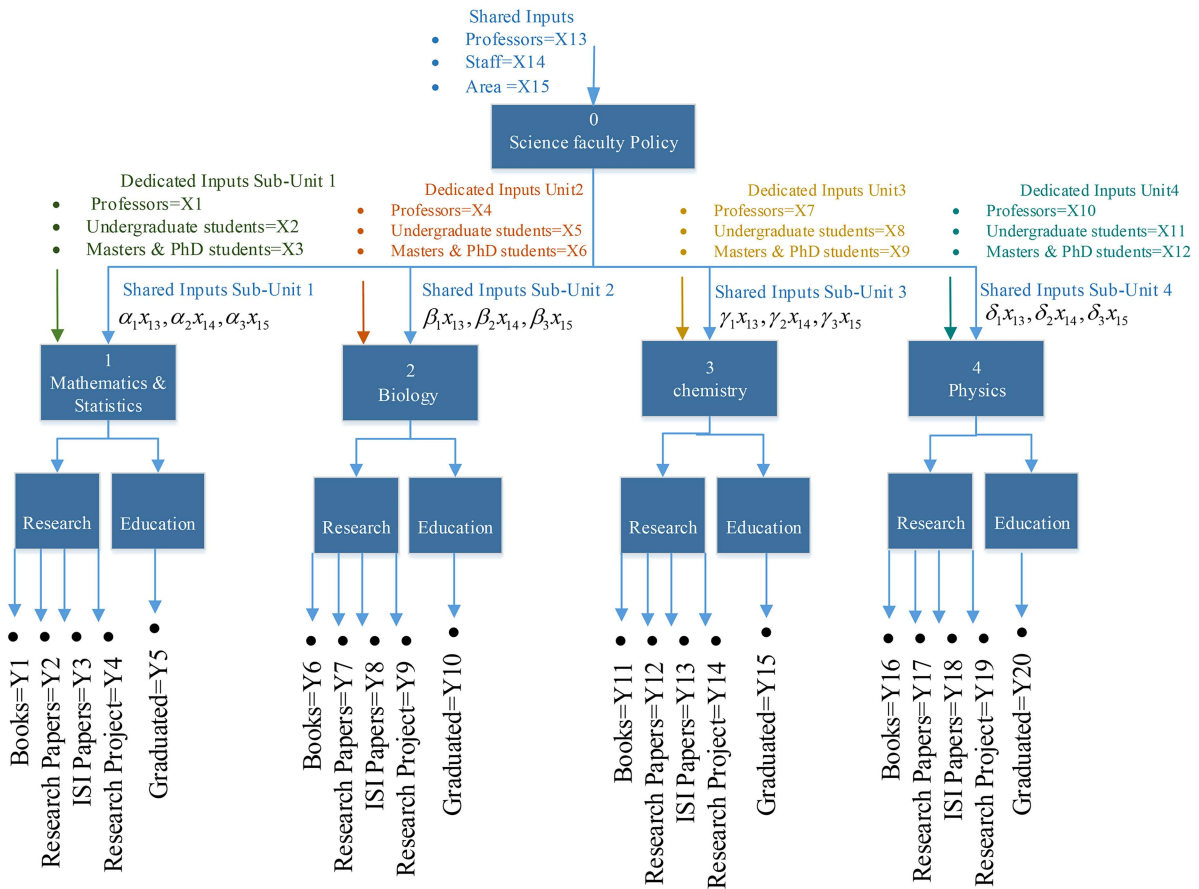 Shared Inputs
• Professors=X13
• Staff=X14
• Area =X15
0
Science faculty Policy
Dedicated Inputs Sub-Unit 1
• Professors=X1
• Undergraduate students=X2
• Masters & PhD students=X3
Dedicated Inputs Unit2
• Professors=X4
• Undergraduate students=X5
• Masters & PhD students=X6
Dedicated Inputs Unit3
• Professors=X7
• Undergraduate students=X8
• Masters & PhD students=X9
Dedicated Inputs Unit4
• Professors=X10
• Undergraduate students=X11
• Masters & PhD students=X12
Shared Inputs Sub-Unit 1
α₁x₁₃, α₂x₁₄, α₃x₁₅
Shared Inputs Sub-Unit 2
β₁x₁₃, β₂x₁₄, β₃x₁₅
Shared Inputs Sub-Unit 3
γ₁x₁₃, γ₂x₁₄, γ₃x₁₅
Shared Inputs Sub-Unit 4
δ₁x₁₃, δ₂x₁₄, δ₃x₁₅
1
Mathematics &
Statistics
2
Biology
3
chemistry
4
Physics
Research
Education
Research
Education
Research
Education
Research
Education
• Books=Y1
• Research Papers=Y2
• ISI Papers=Y3
• Research Project=Y4
• Graduated=Y5
• Books=Y6
• Research Papers=Y7
• ISI Papers=Y8
• Research Project=Y9
• Graduated=Y10
• Books=Y11
• Research Papers=Y12
• ISI Papers=Y13
• Research Project=Y14
• Graduated=Y15
• Books=Y16
• Research Papers=Y17
• ISI Papers=Y18
• Research Project=Y19
• Graduated=Y20